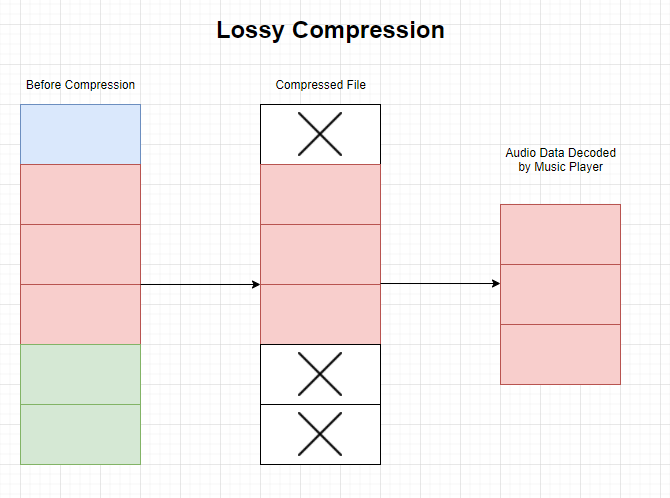 Lossy Compression
Before Compression
Compressed File
Audio Data Decoded
by Music Player